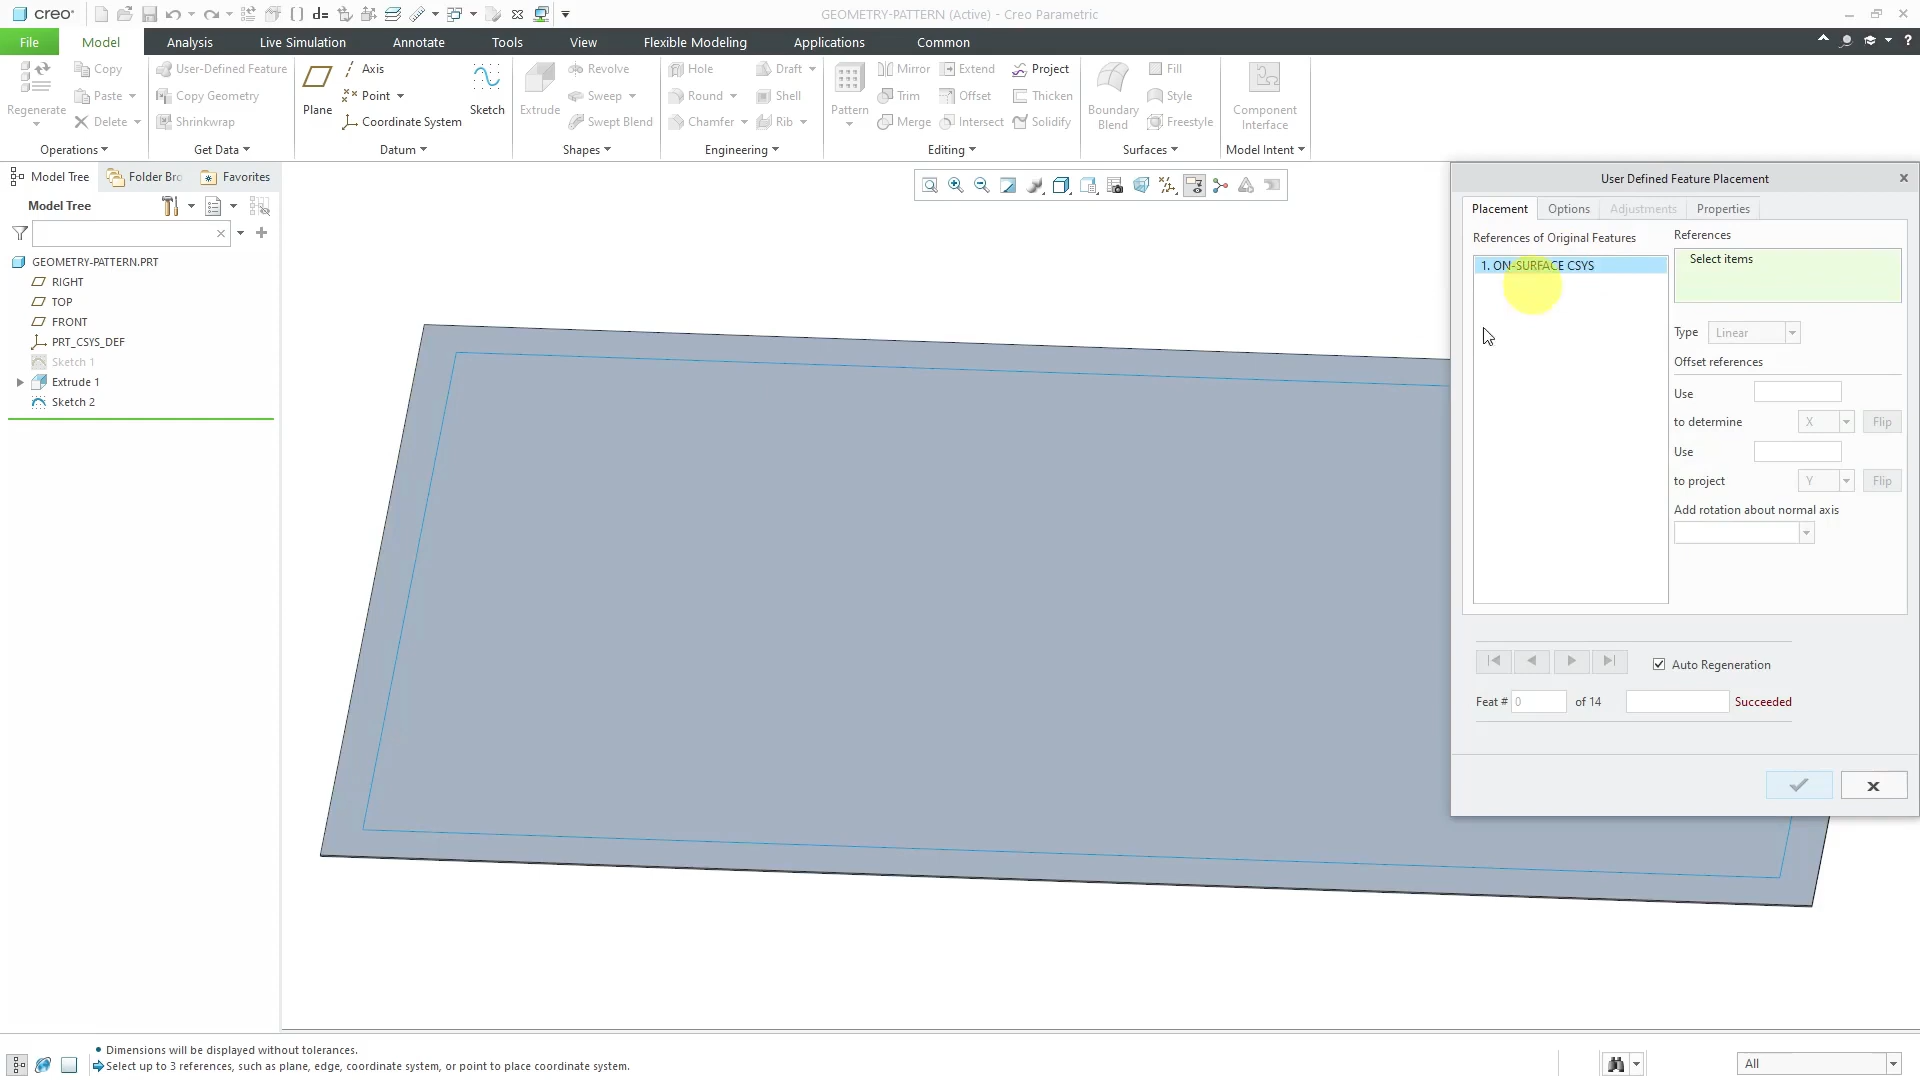 creo
d=
GEOMETRY-PATTERN (Active) - Creo Parametric
File
Model
Analysis
Live Simulation
Annotate
Tools
View
Flexible Modeling
Applications
Common
Regenerate
Copy
Paste
Delete
Operations
User-Defined Feature
Copy Geometry
Shrinkwrap
Get Data
Plane
Axis
Point
Coordinate System
Sketch
Datum
Extrude
Revolve
Sweep
Swept Blend
Shapes
Hole
Round
Chamfer
Draft
Shell
Rib
Engineering
Pattern
Mirror
Trim
Merge
Extend
Offset
Intersect
Project
Thicken
Solidify
Editing
Boundary
Blend
Fill
Style
Freestyle
Surfaces
Component
Interface
Model Intent
Model Tree
Folder Bro
Favorites
Model Tree
GEOMETRY-PATTERN.PRT
RIGHT
TOP
FRONT
PRT_CSYS_DEF
Sketch 1
Extrude 1
Sketch 2
User Defined Feature Placement
Placement
Options
Adjustments
Properties
References of Original Features
1. ON-SURFACE CSYS
References
Select items
Type
Linear
Offset references
Use
to determine
X
Flip
Use
to project
Y
Flip
Add rotation about normal axis
Auto Regeneration
Feat #
0
of 14
Succeeded
• Dimensions will be displayed without tolerances.
Select up to 3 references, such as plane, edge, coordinate system, or point to place coordinate system.
All